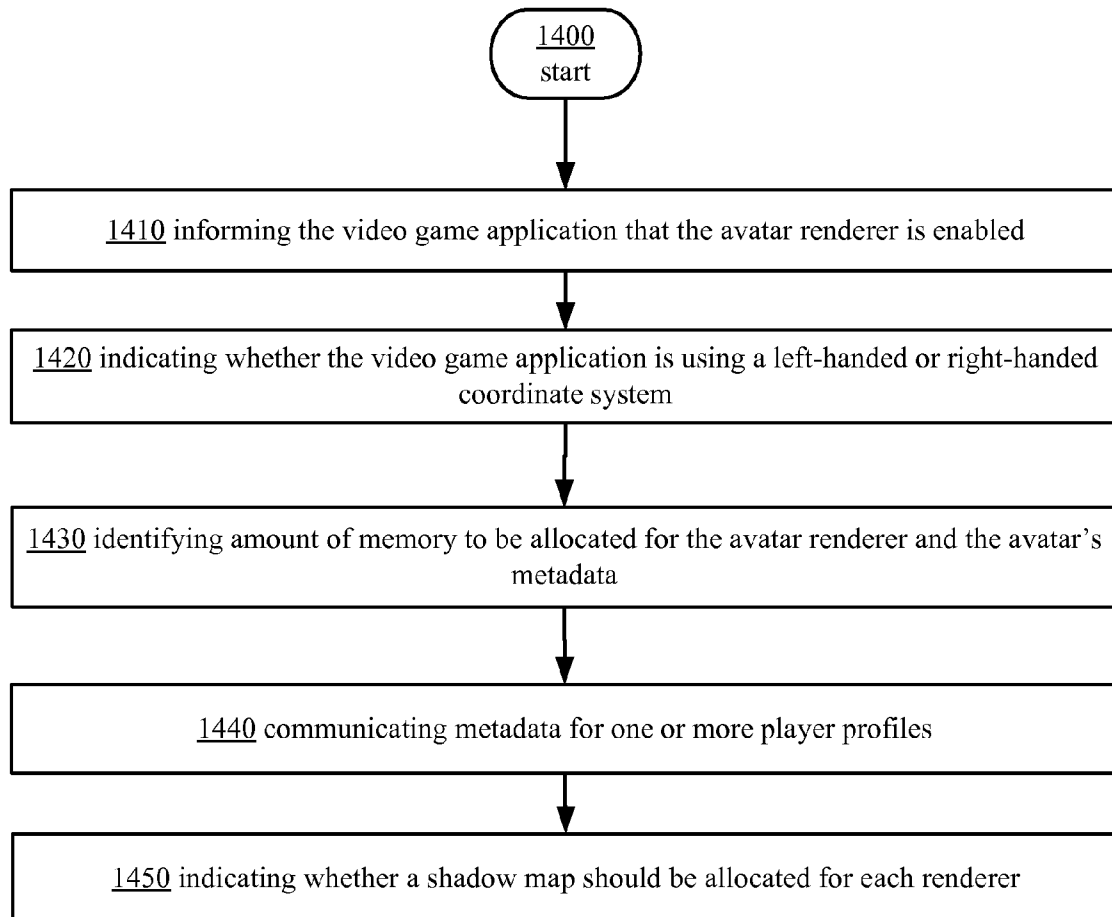 1400
start
1410 informing the video game application that the avatar renderer is enabled
1420 indicating whether the video game application is using a left-handed or right-handed
coordinate system
1430 identifying amount of memory to be allocated for the avatar renderer and the avatar’s
metadata
1440 communicating metadata for one or more player profiles
1450 indicating whether a shadow map should be allocated for each renderer